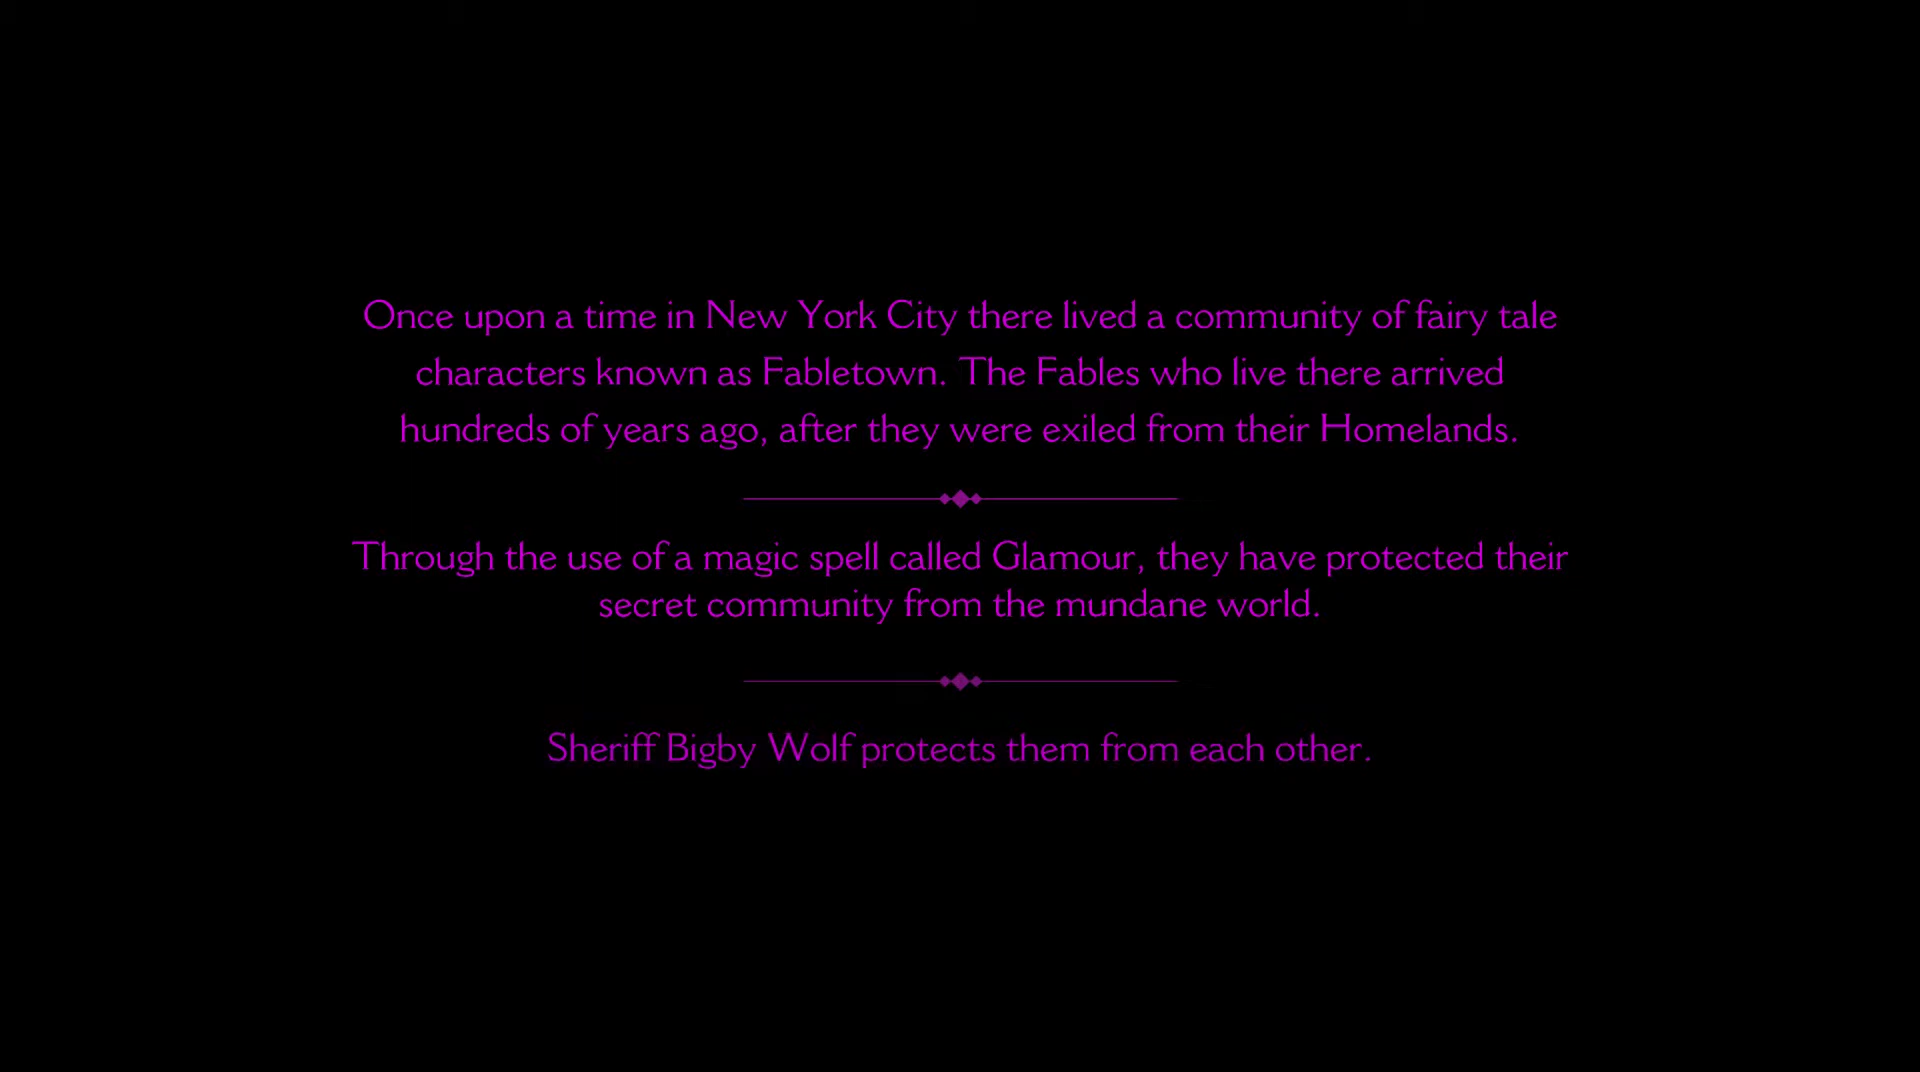 Once upon a time in New York City there lived a community of fairy tale
characters known as Fabletown. The Fables who live there arrived
hundreds of years ago, after they were exiled from their Homelands.
Through the use of a magic spell called Glamour, they have protected their
secret community from the mundane world.
Sheriff Bigby Wolf protects them from each other.